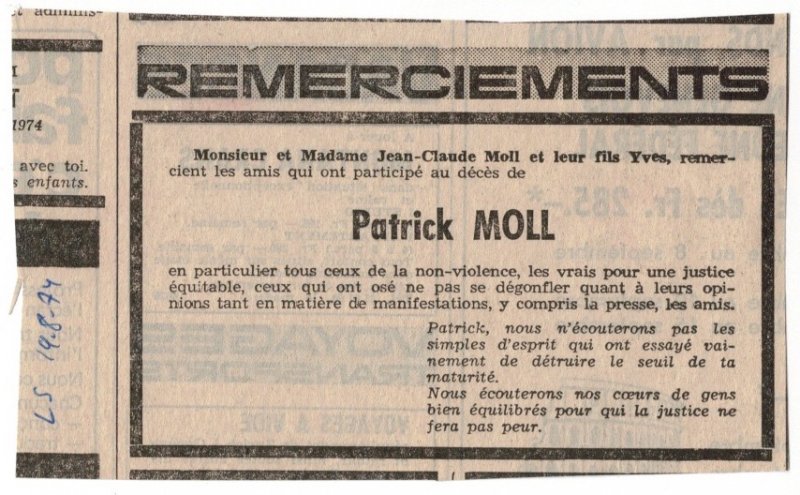 et adminis-
1974
avec toi.
s enfants.
LS 19-8-74
REMERCIEMENTS
Monsieur et Madame Jean-Claude Moll et leur fils Yves, remer-
cient les amis qui ont participé au décès de
Patrick MOLL
en particulier tous ceux de la non-violence, les vrais pour une justice
équitable, ceux qui ont osé ne pas se dégonfler quant à leurs opi-
nions tant en matière de manifestations, y compris la presse, les amis.
Patrick, nous n'écouterons pas les
simples d'esprit qui ont essayé vai-
nement de détruire le seuil de ta
maturité.
Nous écouterons nos cœurs de gens
bien équilibrés pour qui la justice ne
fera pas peur.